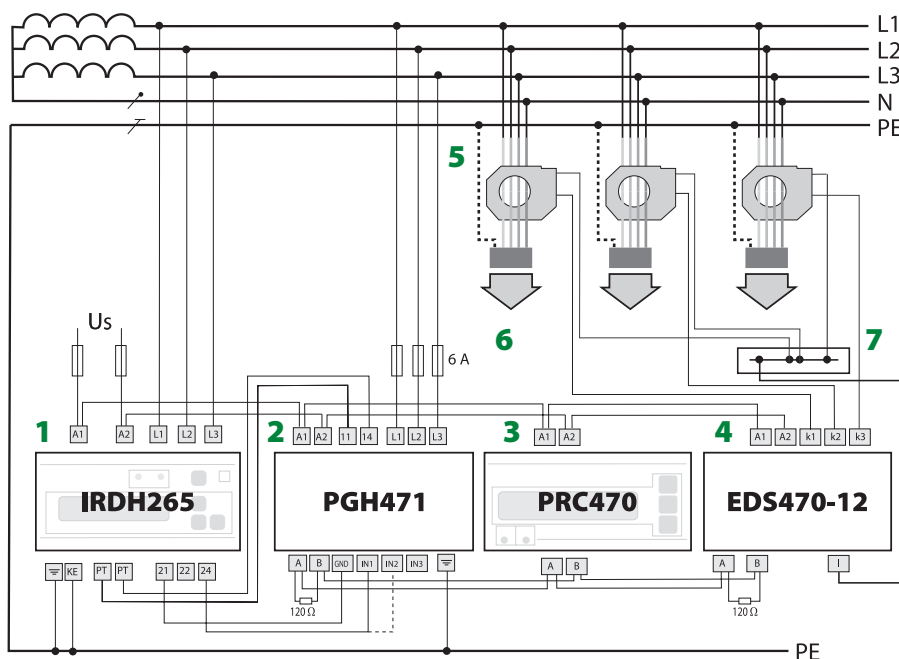 L1
L2
L3
N
PE
5
Us
6
7
6 A
1
A1
A2
L1
L2
L3
2
A1
A2
11
14
L1
L2
L3
3
A1
A2
4
A1
A2
k1
k2
k3
IRDH265
PGH471
PRC470
EDS470-12
KE
PT
PT
21
22
24
A
B
GND
IN1
IN2
IN3
A
B
A
B
I
120 Ω
120 Ω
PE